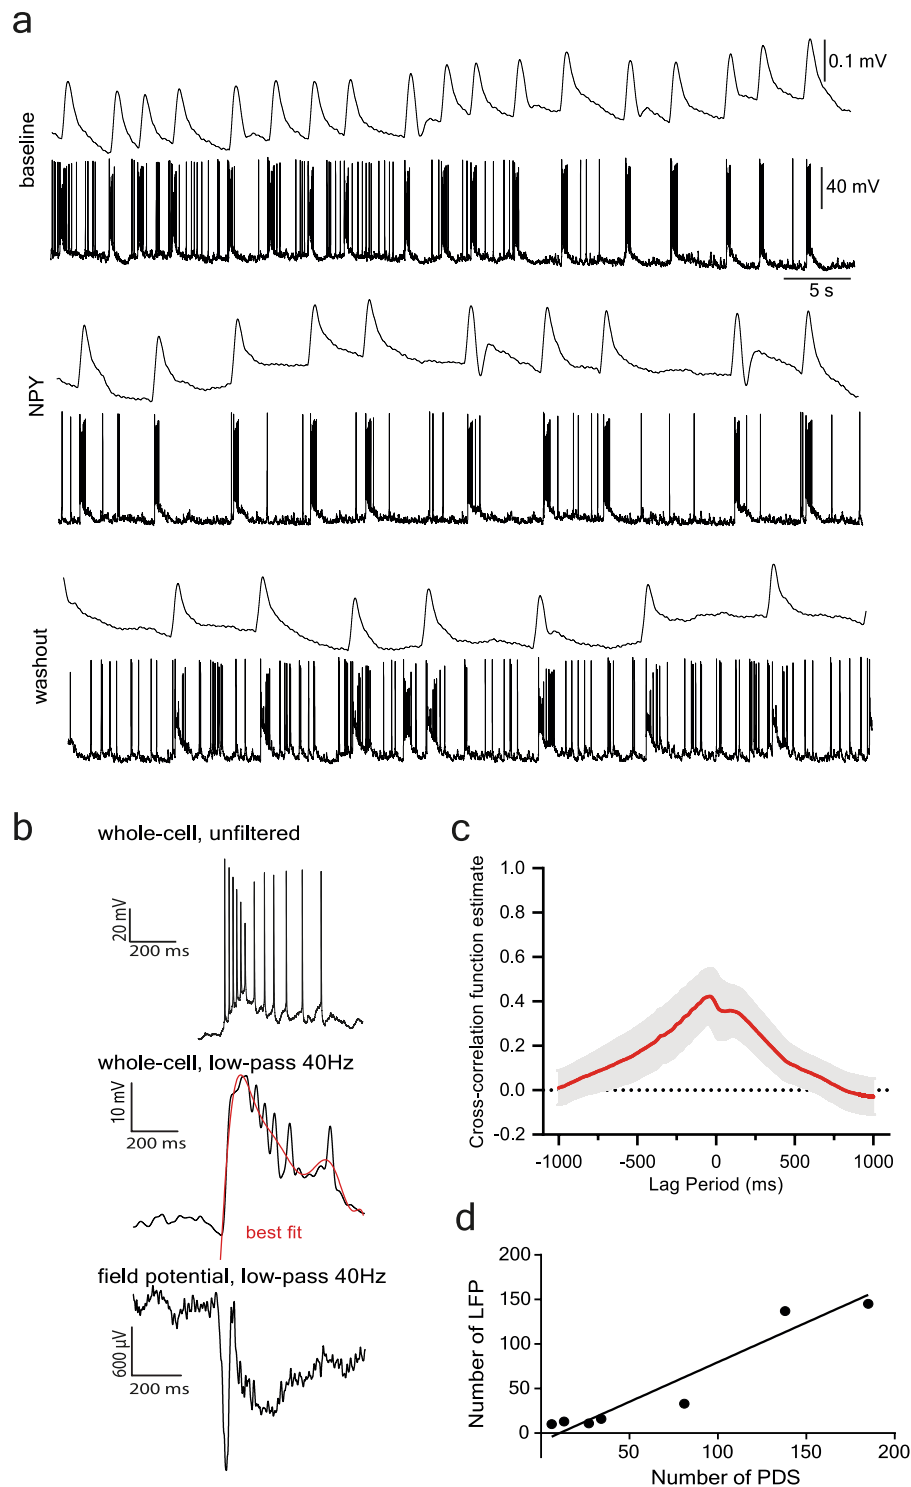 a
0.1 mV
baseline
40 mV
5 s
NPY
washout
b
whole-cell, unfiltered
20 mV
200 ms
whole-cell, low-pass 40Hz
10 mV
200 ms
best fit
field potential, low-pass 40Hz
600 µV
200 ms
c
Cross-correlation function estimate
1.0
0.8
0.6
0.4
0.2
0.0
-0.2
-1000 -500 0 500 1000
Lag Period (ms)
d
Number of LFP
200
150
100
50
0
50 100 150 200
Number of PDS